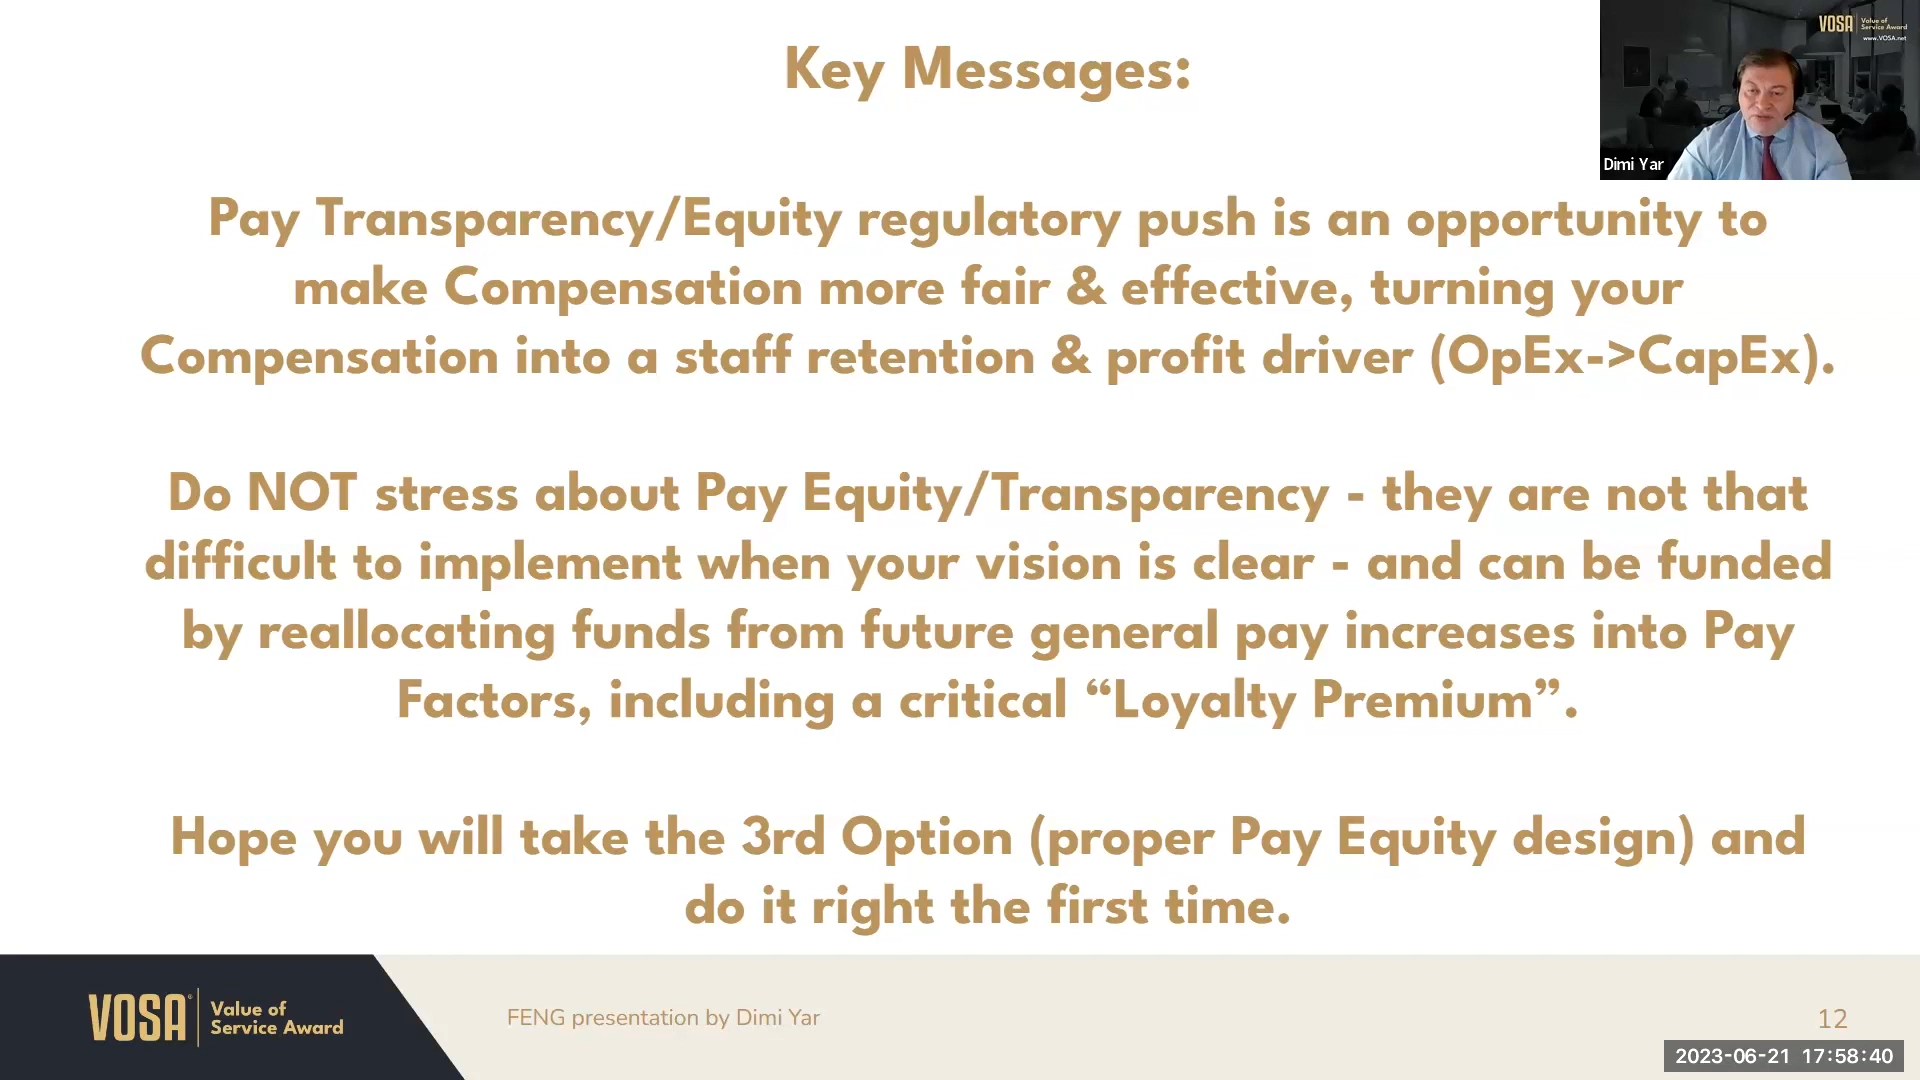 Key Messages:
VOSA
Value of
Service Award
www.VOSA.net
Dimi Yar
Pay Transparency/Equity regulatory push is an opportunity to
make Compensation more fair & effective, turning your
Compensation into a staff retention & profit driver (OpEx->CapEx).
Do NOT stress about Pay Equity/Transparency - they are not that
difficult to implement when your vision is clear - and can be funded
by reallocating funds from future general pay increases into Pay
Factors, including a critical “Loyalty Premium”.
Hope you will take the 3rd Option (proper Pay Equity design) and
do it right the first time.
VOSA®
Value of
Service Award
FENG presentation by Dimi Yar
12
2023-06-21 17:58:40